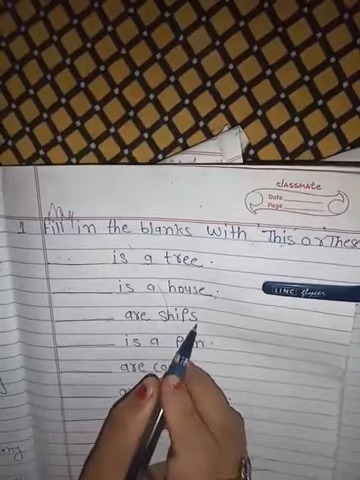 classmate
Date
Page
1 Fill in the blanks with 'This or These
is a tree.
is a house.
are ships
is a
are
LINC glycer